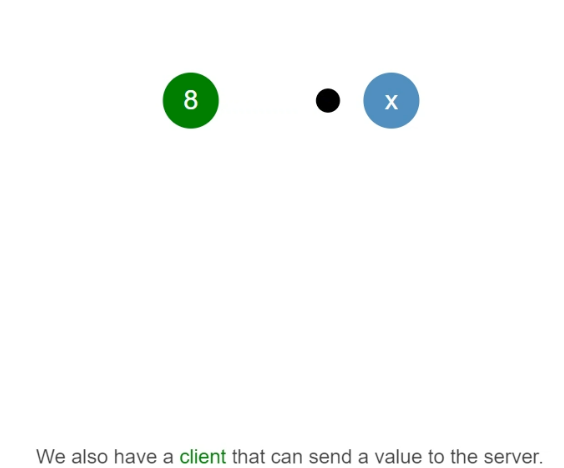 8 x
We also have a client that can send a value to the server.